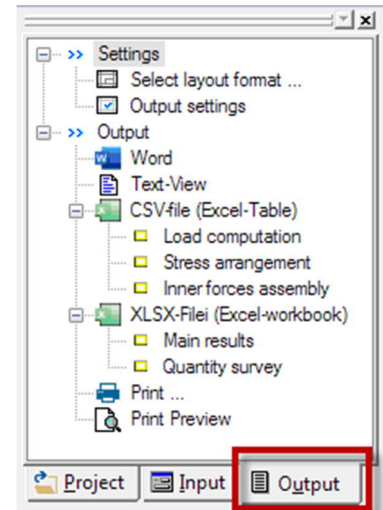 >> Settings
Select layout format ...
Output settings
>> Output
Word
Text-View
CSV-file (Excel-Table)
Load computation
Stress arrangement
Inner forces assembly
XLSX-Filei (Excel-workbook)
Main results
Quantity survey
Print ...
Print Preview
Project Input Output